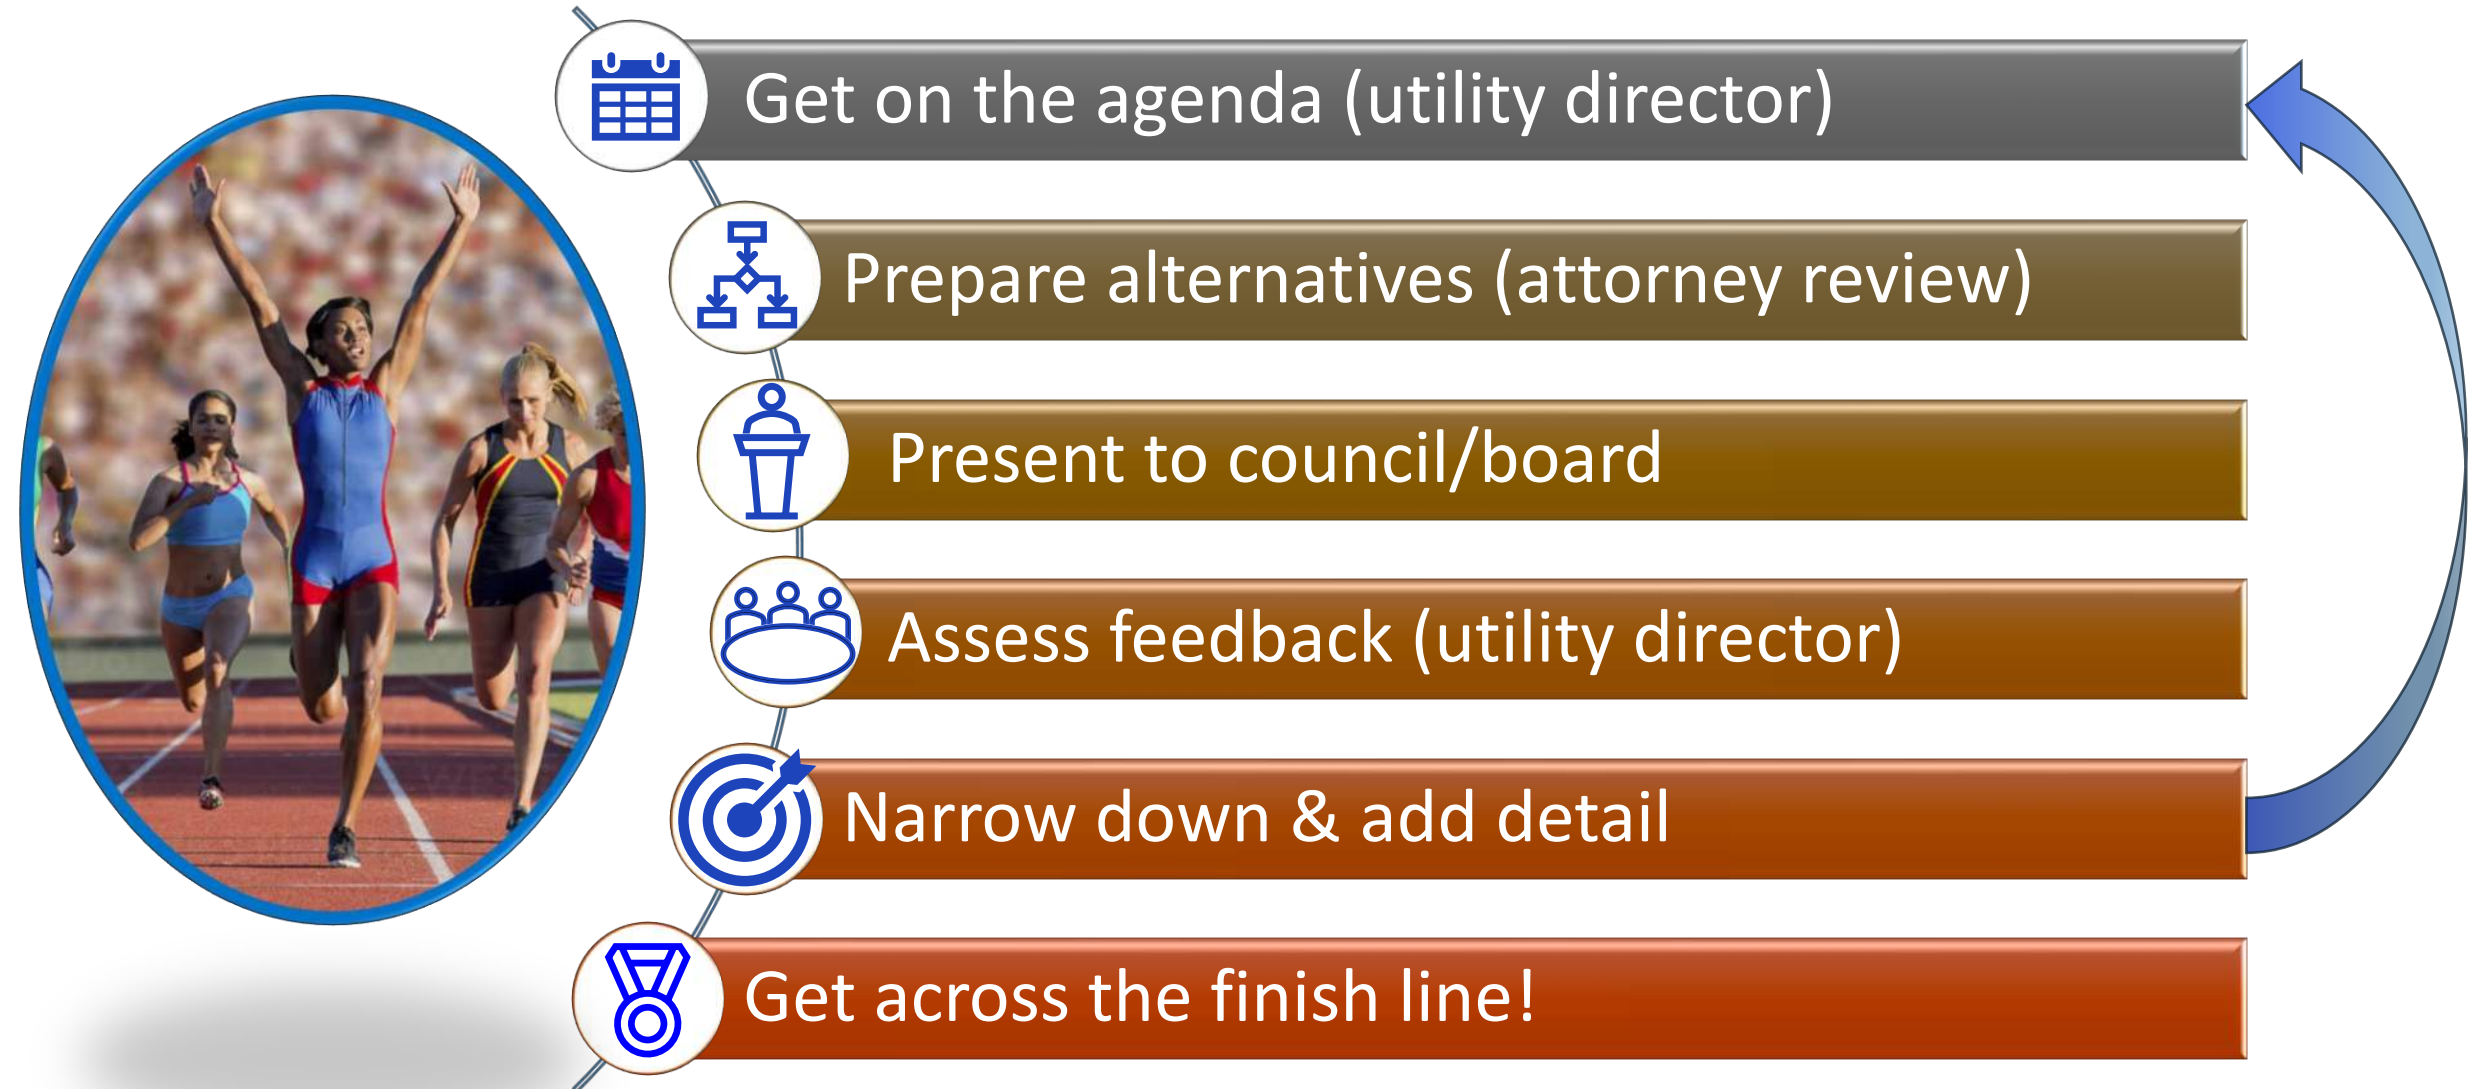 Get on the agenda (utility director)
Prepare alternatives (attorney review)
Present to council/board
Assess feedback (utility director)
Narrow down & add detail
Get across the finish line!